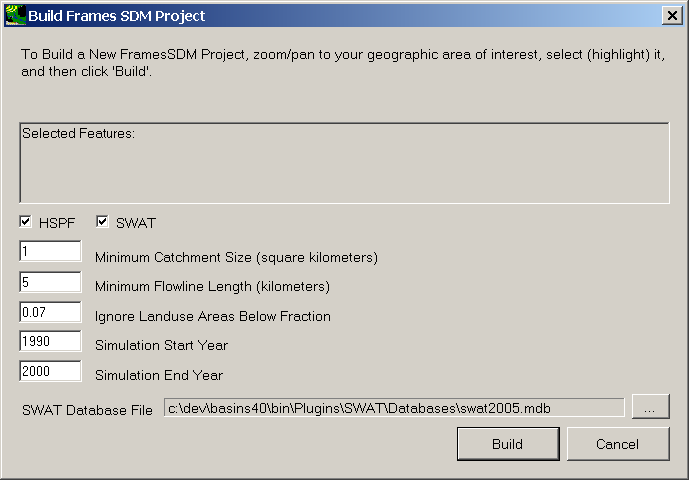 Build Frames SDM Project
To Build a New FramesSDM Project, zoom/pan to your geographic area of interest, select (highlight) it,
and then click 'Build'.
Selected Features:
HSPF SWAT
1 Minimum Catchment Size (square kilometers)
5 Minimum Flowline Length (kilometers)
0.07 Ignore Landuse Areas Below Fraction
1990 Simulation Start Year
2000 Simulation End Year
SWAT Database File c:\dev\basins40\bin\Plugins\SWAT\Databases\swat2005.mdb ...
Build Cancel